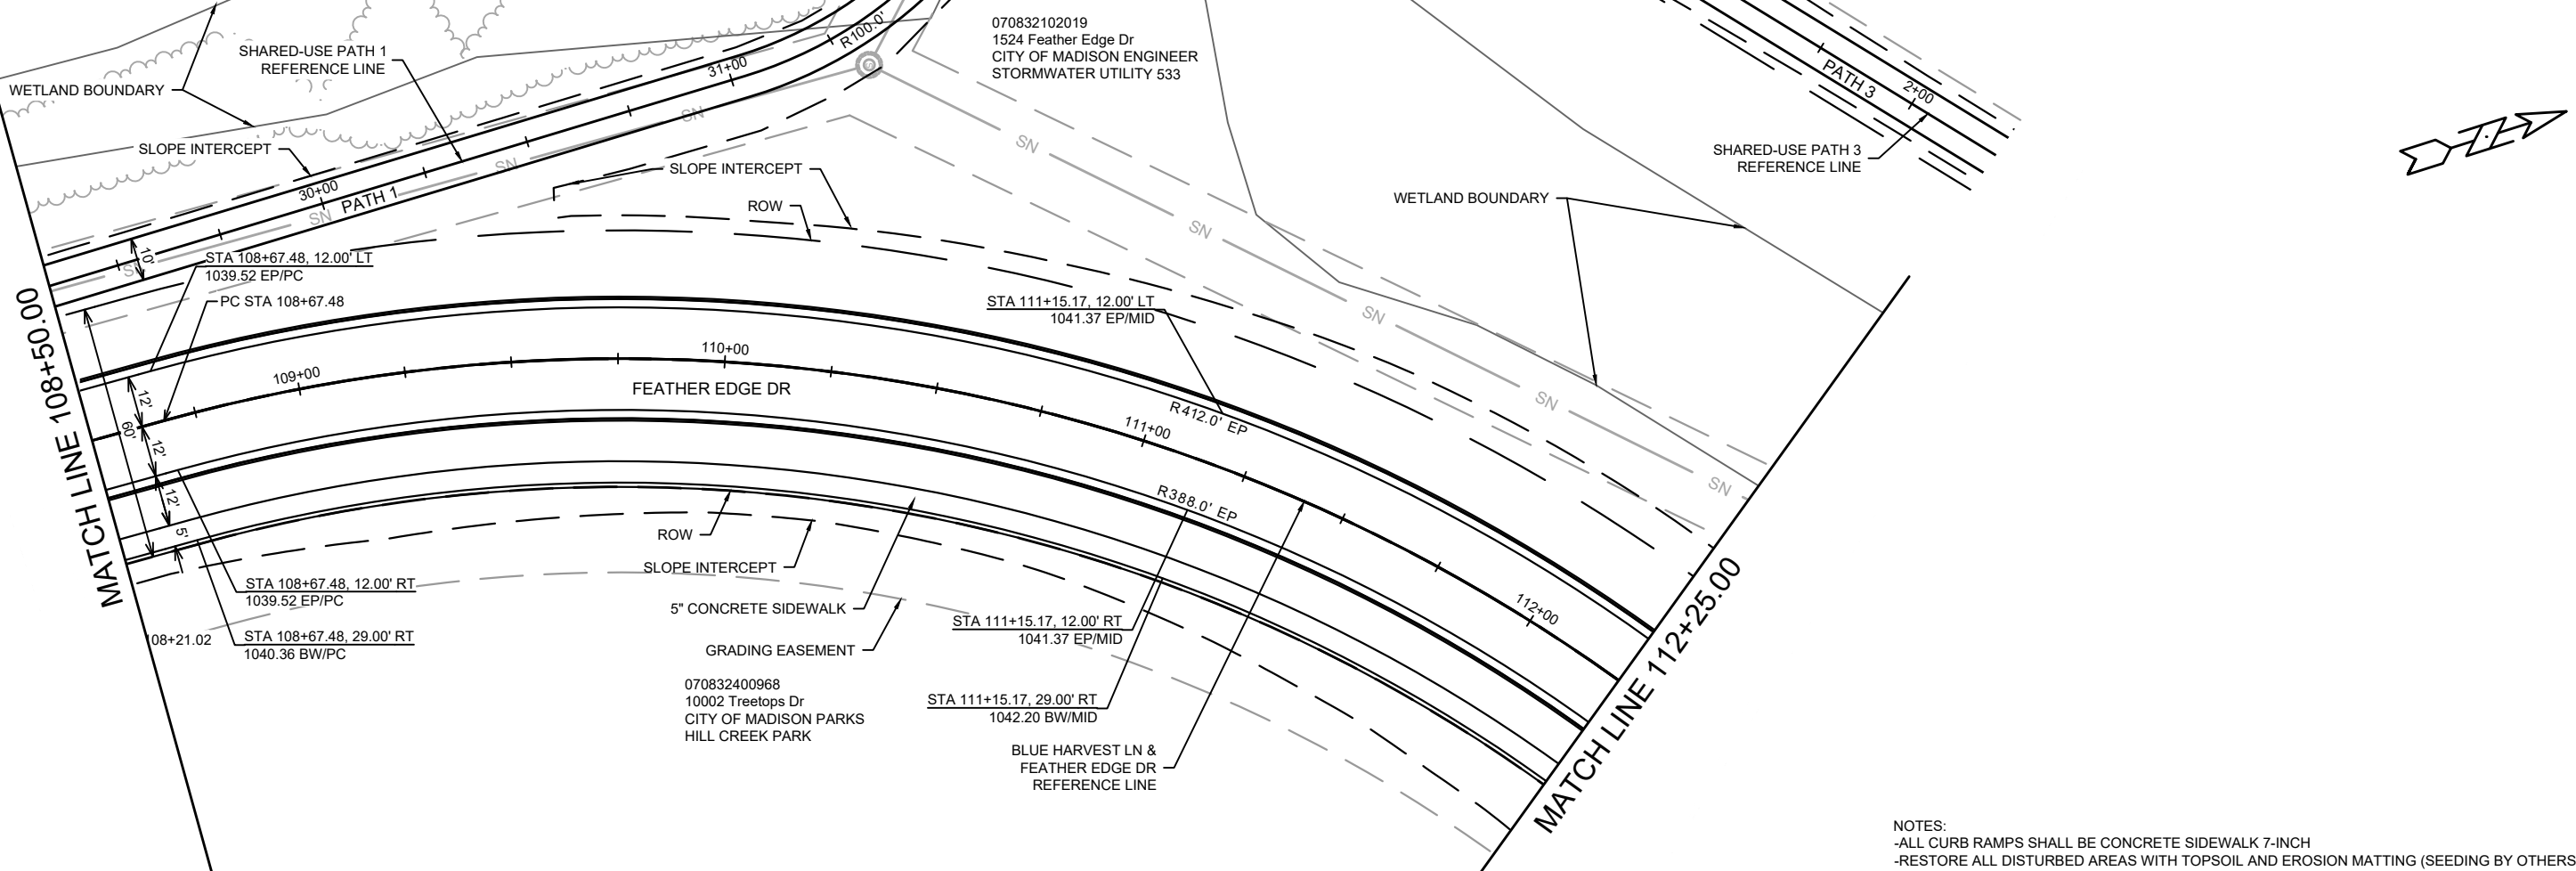 070832102019
1524 Feather Edge Dr
CITY OF MADISON ENGINEER
STORMWATER UTILITY 533
R100.0'
SHARED-USE PATH 1
REFERENCE LINE
31+00
WETLAND BOUNDARY
SLOPE INTERCEPT
30+00
PATH 1
SN
SN
SN
SN
10'
PATH 3
2+00
SHARED-USE PATH 3
REFERENCE LINE
N
WETLAND BOUNDARY
SLOPE INTERCEPT
ROW
SN
SN
SN
SN
SN
STA 108+67.48, 12.00' LT
1039.52 EP/PC
PC STA 108+67.48
STA 111+15.17, 12.00' LT
1041.37 EP/MID
MATCH LINE 108+50.00
109+00
110+00
FEATHER EDGE DR
R412.0' EP
111+00
12'
60'
12'
12'
5'
R388.0' EP
ROW
SLOPE INTERCEPT
5" CONCRETE SIDEWALK
GRADING EASEMENT
STA 108+67.48, 12.00' RT
1039.52 EP/PC
STA 108+67.48, 29.00' RT
1040.36 BW/PC
108+21.02
STA 111+15.17, 12.00' RT
1041.37 EP/MID
112+00
MATCH LINE 112+25.00
070832400968
10002 Treetops Dr
CITY OF MADISON PARKS
HILL CREEK PARK
STA 111+15.17, 29.00' RT
1042.20 BW/MID
BLUE HARVEST LN &
FEATHER EDGE DR
REFERENCE LINE
NOTES:
-ALL CURB RAMPS SHALL BE CONCRETE SIDEWALK 7-INCH
-RESTORE ALL DISTURBED AREAS WITH TOPSOIL AND EROSION MATTING (SEEDING BY OTHERS